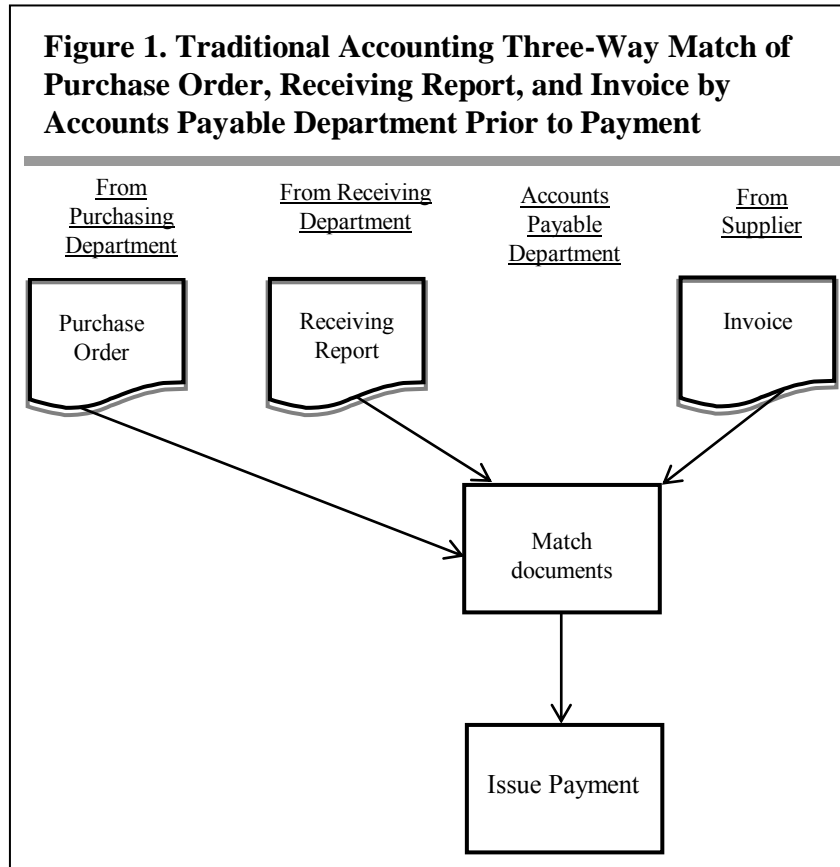 Figure 1. Traditional Accounting Three-Way Match of
Purchase Order, Receiving Report, and Invoice by
Accounts Payable Department Prior to Payment
From
Purchasing
Department
From Receiving
Department
Accounts
Payable
Department
From
Supplier
Purchase
Order
Receiving
Report
Invoice
Match
documents
Issue Payment